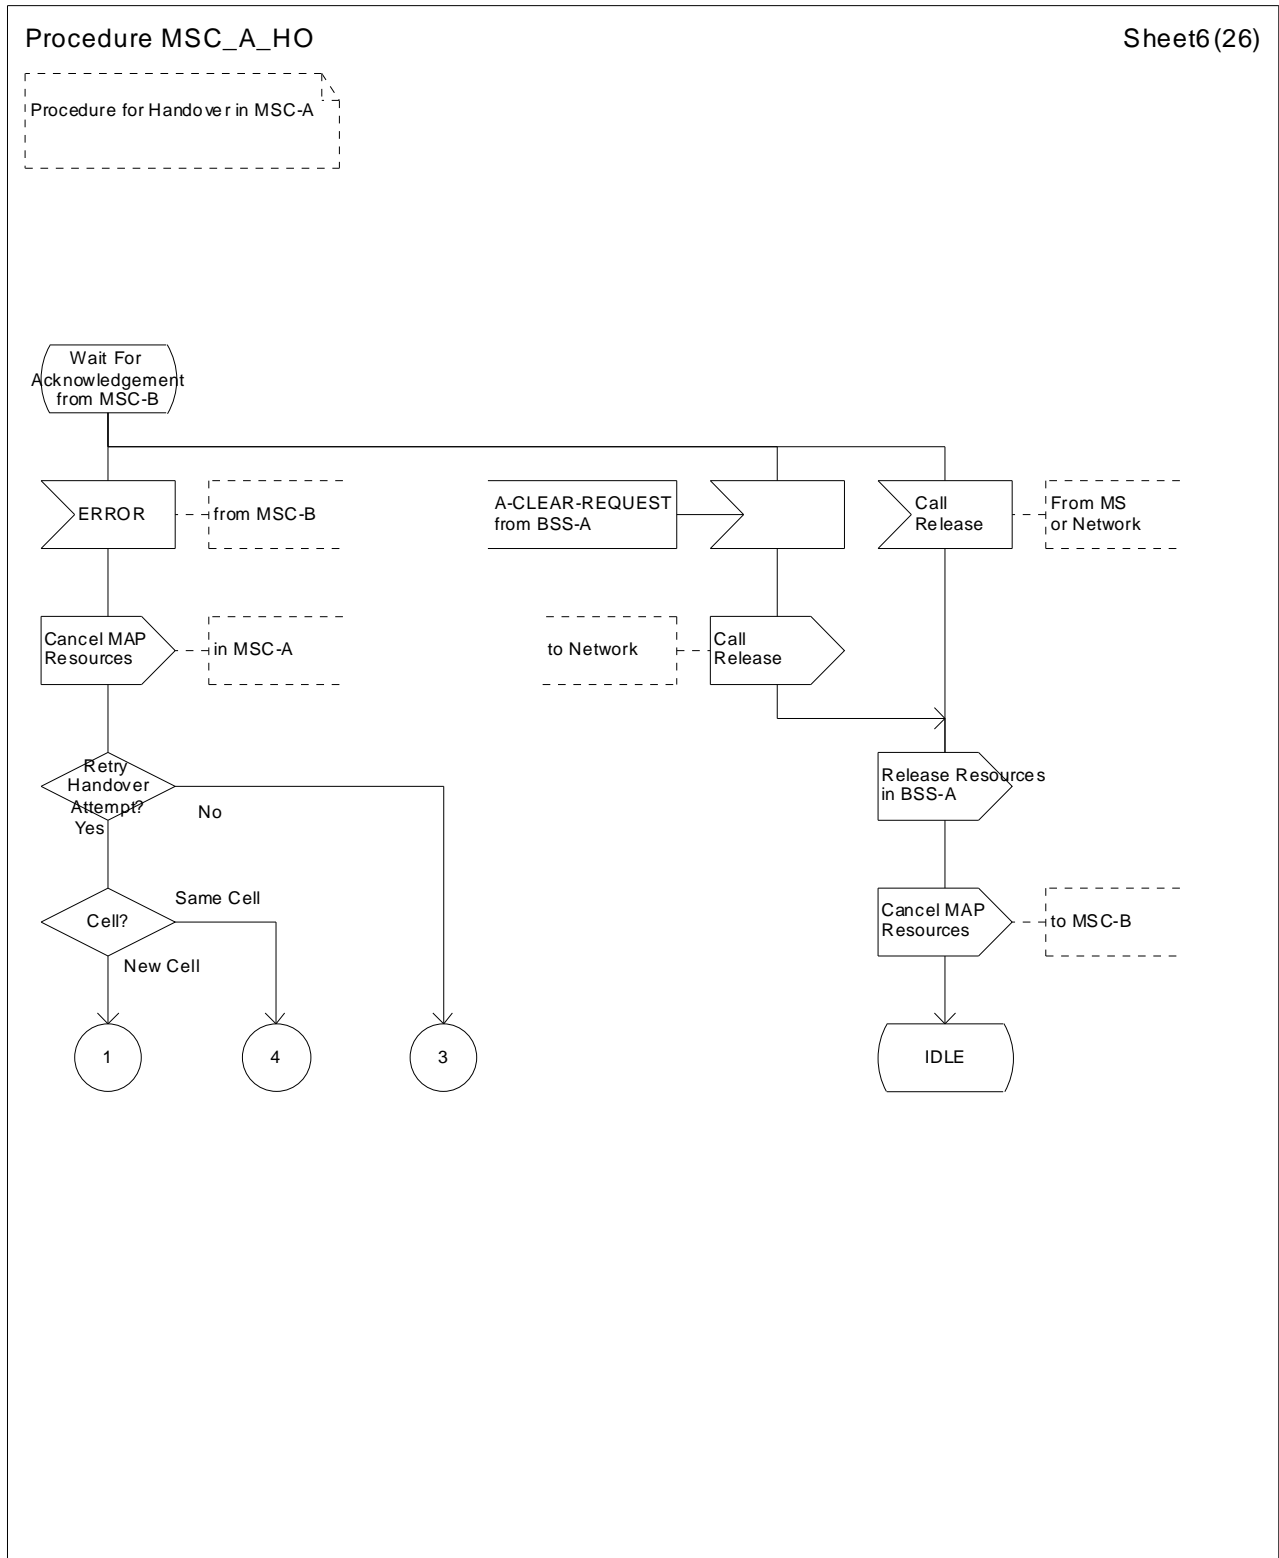 Procedure MSC_A_HO
Sheet6(26)
Procedure for Handover in MSC-A
Wait For
Acknowledgement
from MSC-B
ERROR
from MSC-B
A-CLEAR-REQUEST
from BSS-A
Call
Release
From MS
or Network
Cancel MAP
Resources
in MSC-A
to Network
Call
Release
Retry
Handover
Attempt?
Yes
No
Release Resources
in BSS-A
Cell?
Same Cell
New Cell
Cancel MAP
Resources
to MSC-B
1
4
3
IDLE